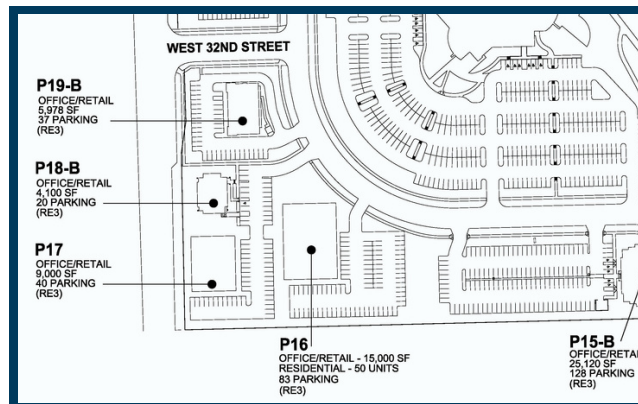 WEST 32ND STREET
P19-B
OFFICE/RETAIL
5,978 SF
37 PARKING
(RE3)
P18-B
OFFICE/RETAIL
4,100 SF
20 PARKING
(RE3)
P17
OFFICE/RETAIL
9,000 SF
40 PARKING
(RE3)
P16
OFFICE/RETAIL - 15,000 SF
RESIDENTIAL - 50 UNITS
83 PARKING
(RE3)
P15-B
OFFICE/RETAI
25,120 SF
128 PARKING
(RE3)